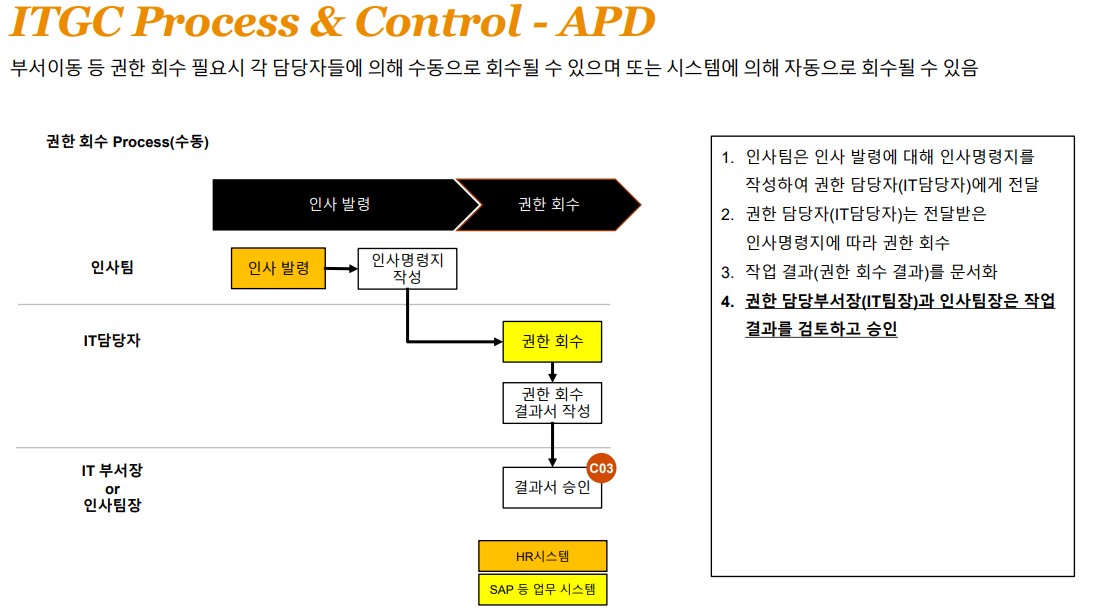 ITGC Process & Control - APD
부서이동 등 권한 회수 필요시 각 담당자들에 의해 수동으로 회수될 수 있으며 또는 시스템에 의해 자동으로 회수될 수 있음
권한 회수 Process(수동)
인사 발령
권한 회수
인사팀
인사 발령
인사명령지
작성
IT담당자
권한 회수
권한 회수
결과서 작성
IT 부서장
or
인사팀장
결과서 승인
C03
HR시스템
SAP 등 업무 시스템
1. 인사팀은 인사 발령에 대해 인사명령지를
작성하여 권한 담당자(IT담당자)에게 전달
2. 권한 담당자(IT담당자)는 전달받은
인사명령지에 따라 권한 회수
3. 작업 결과(권한 회수 결과)를 문서화
4. 권한 담당부서장(IT팀장)과 인사팀장은 작업
결과를 검토하고 승인